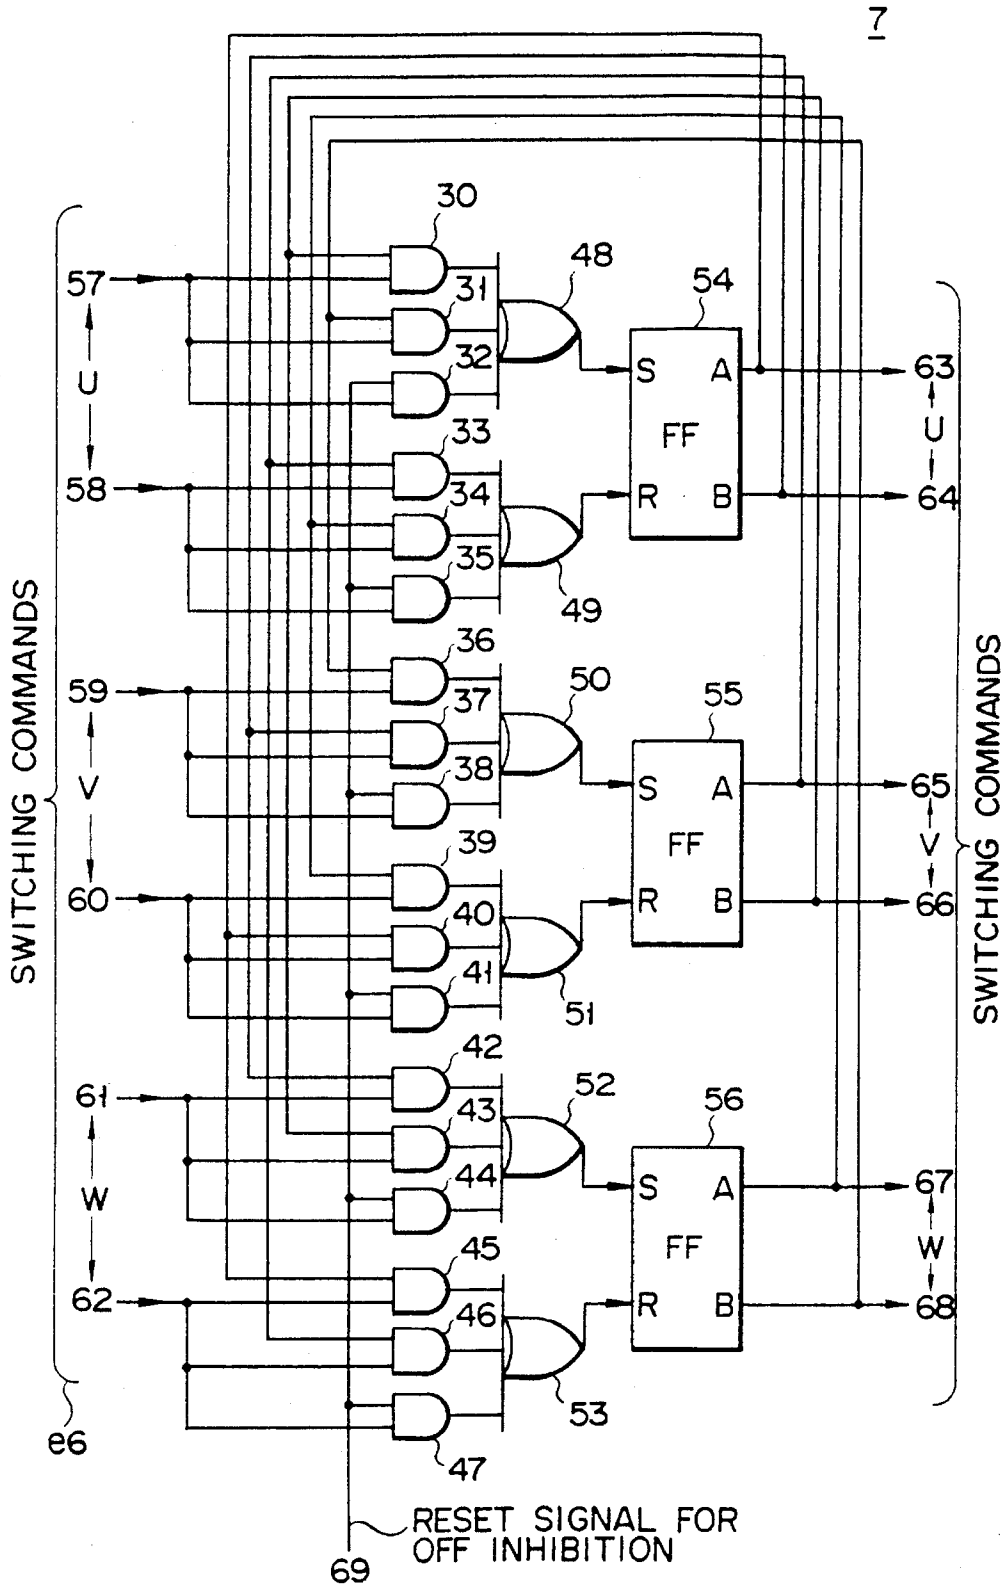 7
30
57
31
48
54
32
S
A
63
U
FF
U
33
58
34
R
B
64
35
49
36
59
37
50
55
38
S
A
65
V
FF
V
39
60
40
R
B
66
41
51
42
61
43
52
56
44
S
A
67
W
FF
W
45
62
46
R
B
68
53
47
SWITCHING COMMANDS
SWITCHING COMMANDS
e6
RESET SIGNAL FOR
OFF INHIBITION
69